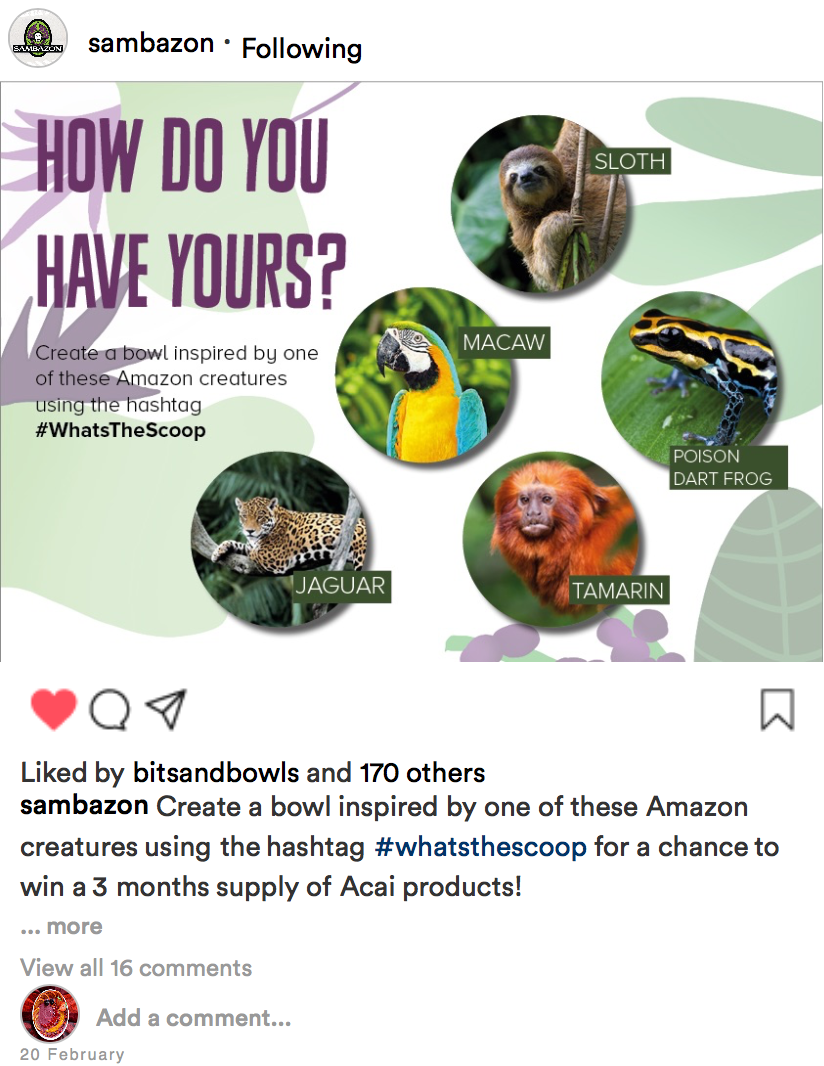 SAMBAZON
sambazon · Following
HOW DO YOU
HAVE YOURS?
Create a bowl inspired by one
of these Amazon creatures
using the hashtag
#WhatsTheScoop
SLOTH
MACAW
POISON
DART FROG
JAGUAR
TAMARIN
Liked by bitsandbowls and 170 others
sambazon Create a bowl inspired by one of these Amazon
creatures using the hashtag #whatsthescoop for a chance to
win a 3 months supply of Acai products!
... more
View all 16 comments
Add a comment...
20 February